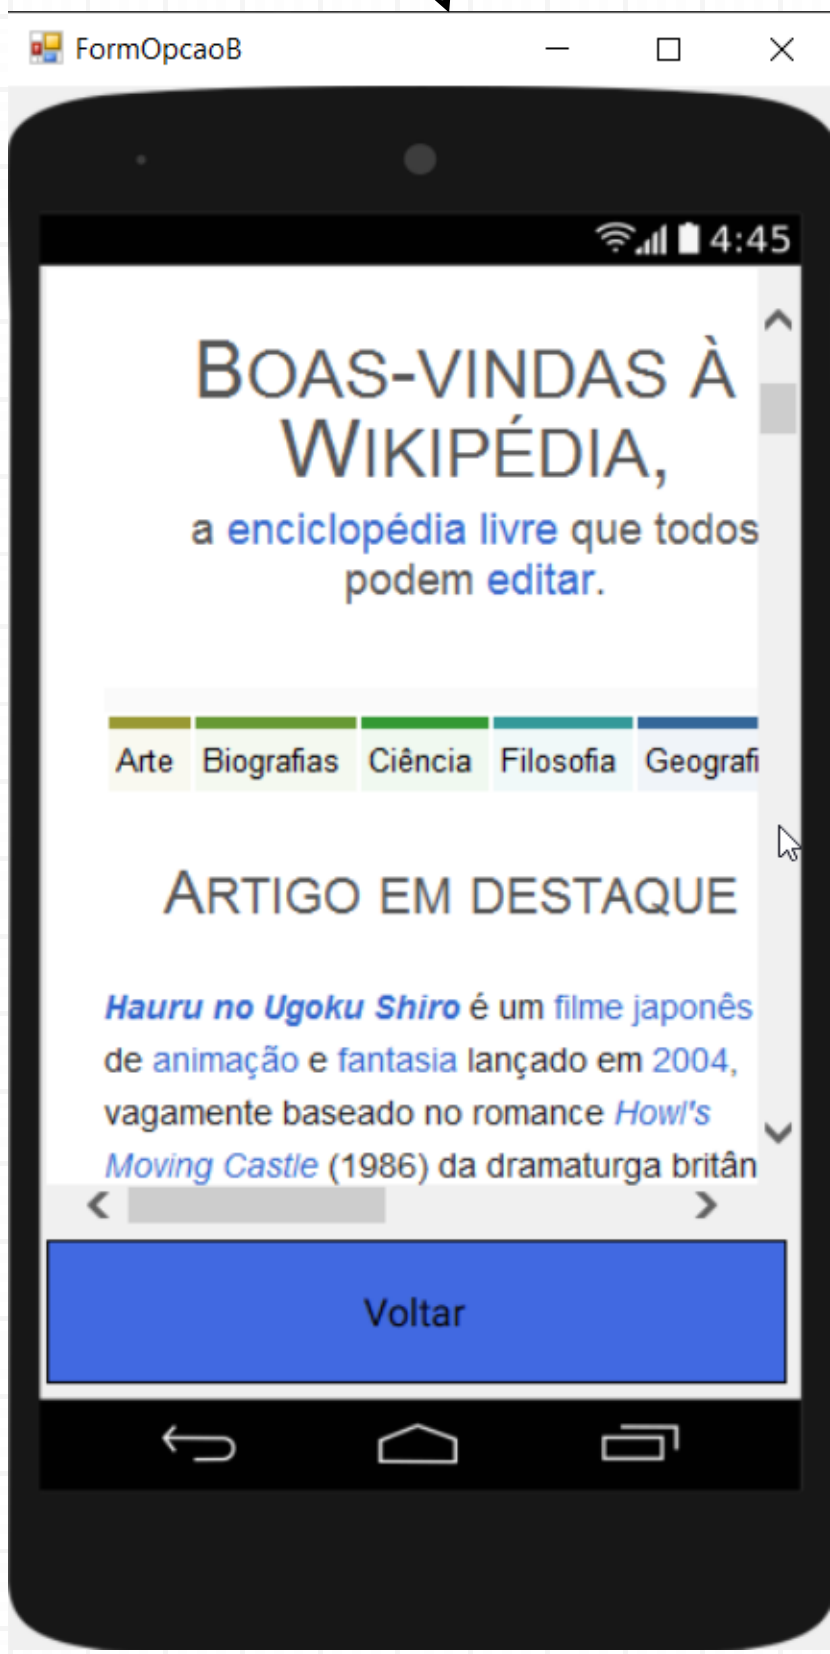 FormOpcaoB
4:45
BOAS-VINDAS À
WIKIPÉDIA,
a enciclopédia livre que todos
podem editar.
Arte Biografias Ciência Filosofia Geografi
ARTIGO EM DESTAQUE
Hauru no Ugoku Shiro é um filme japonês
de animação e fantasia lançado em 2004,
vagamente baseado no romance Howl's
Moving Castle (1986) da dramaturga britân
Voltar